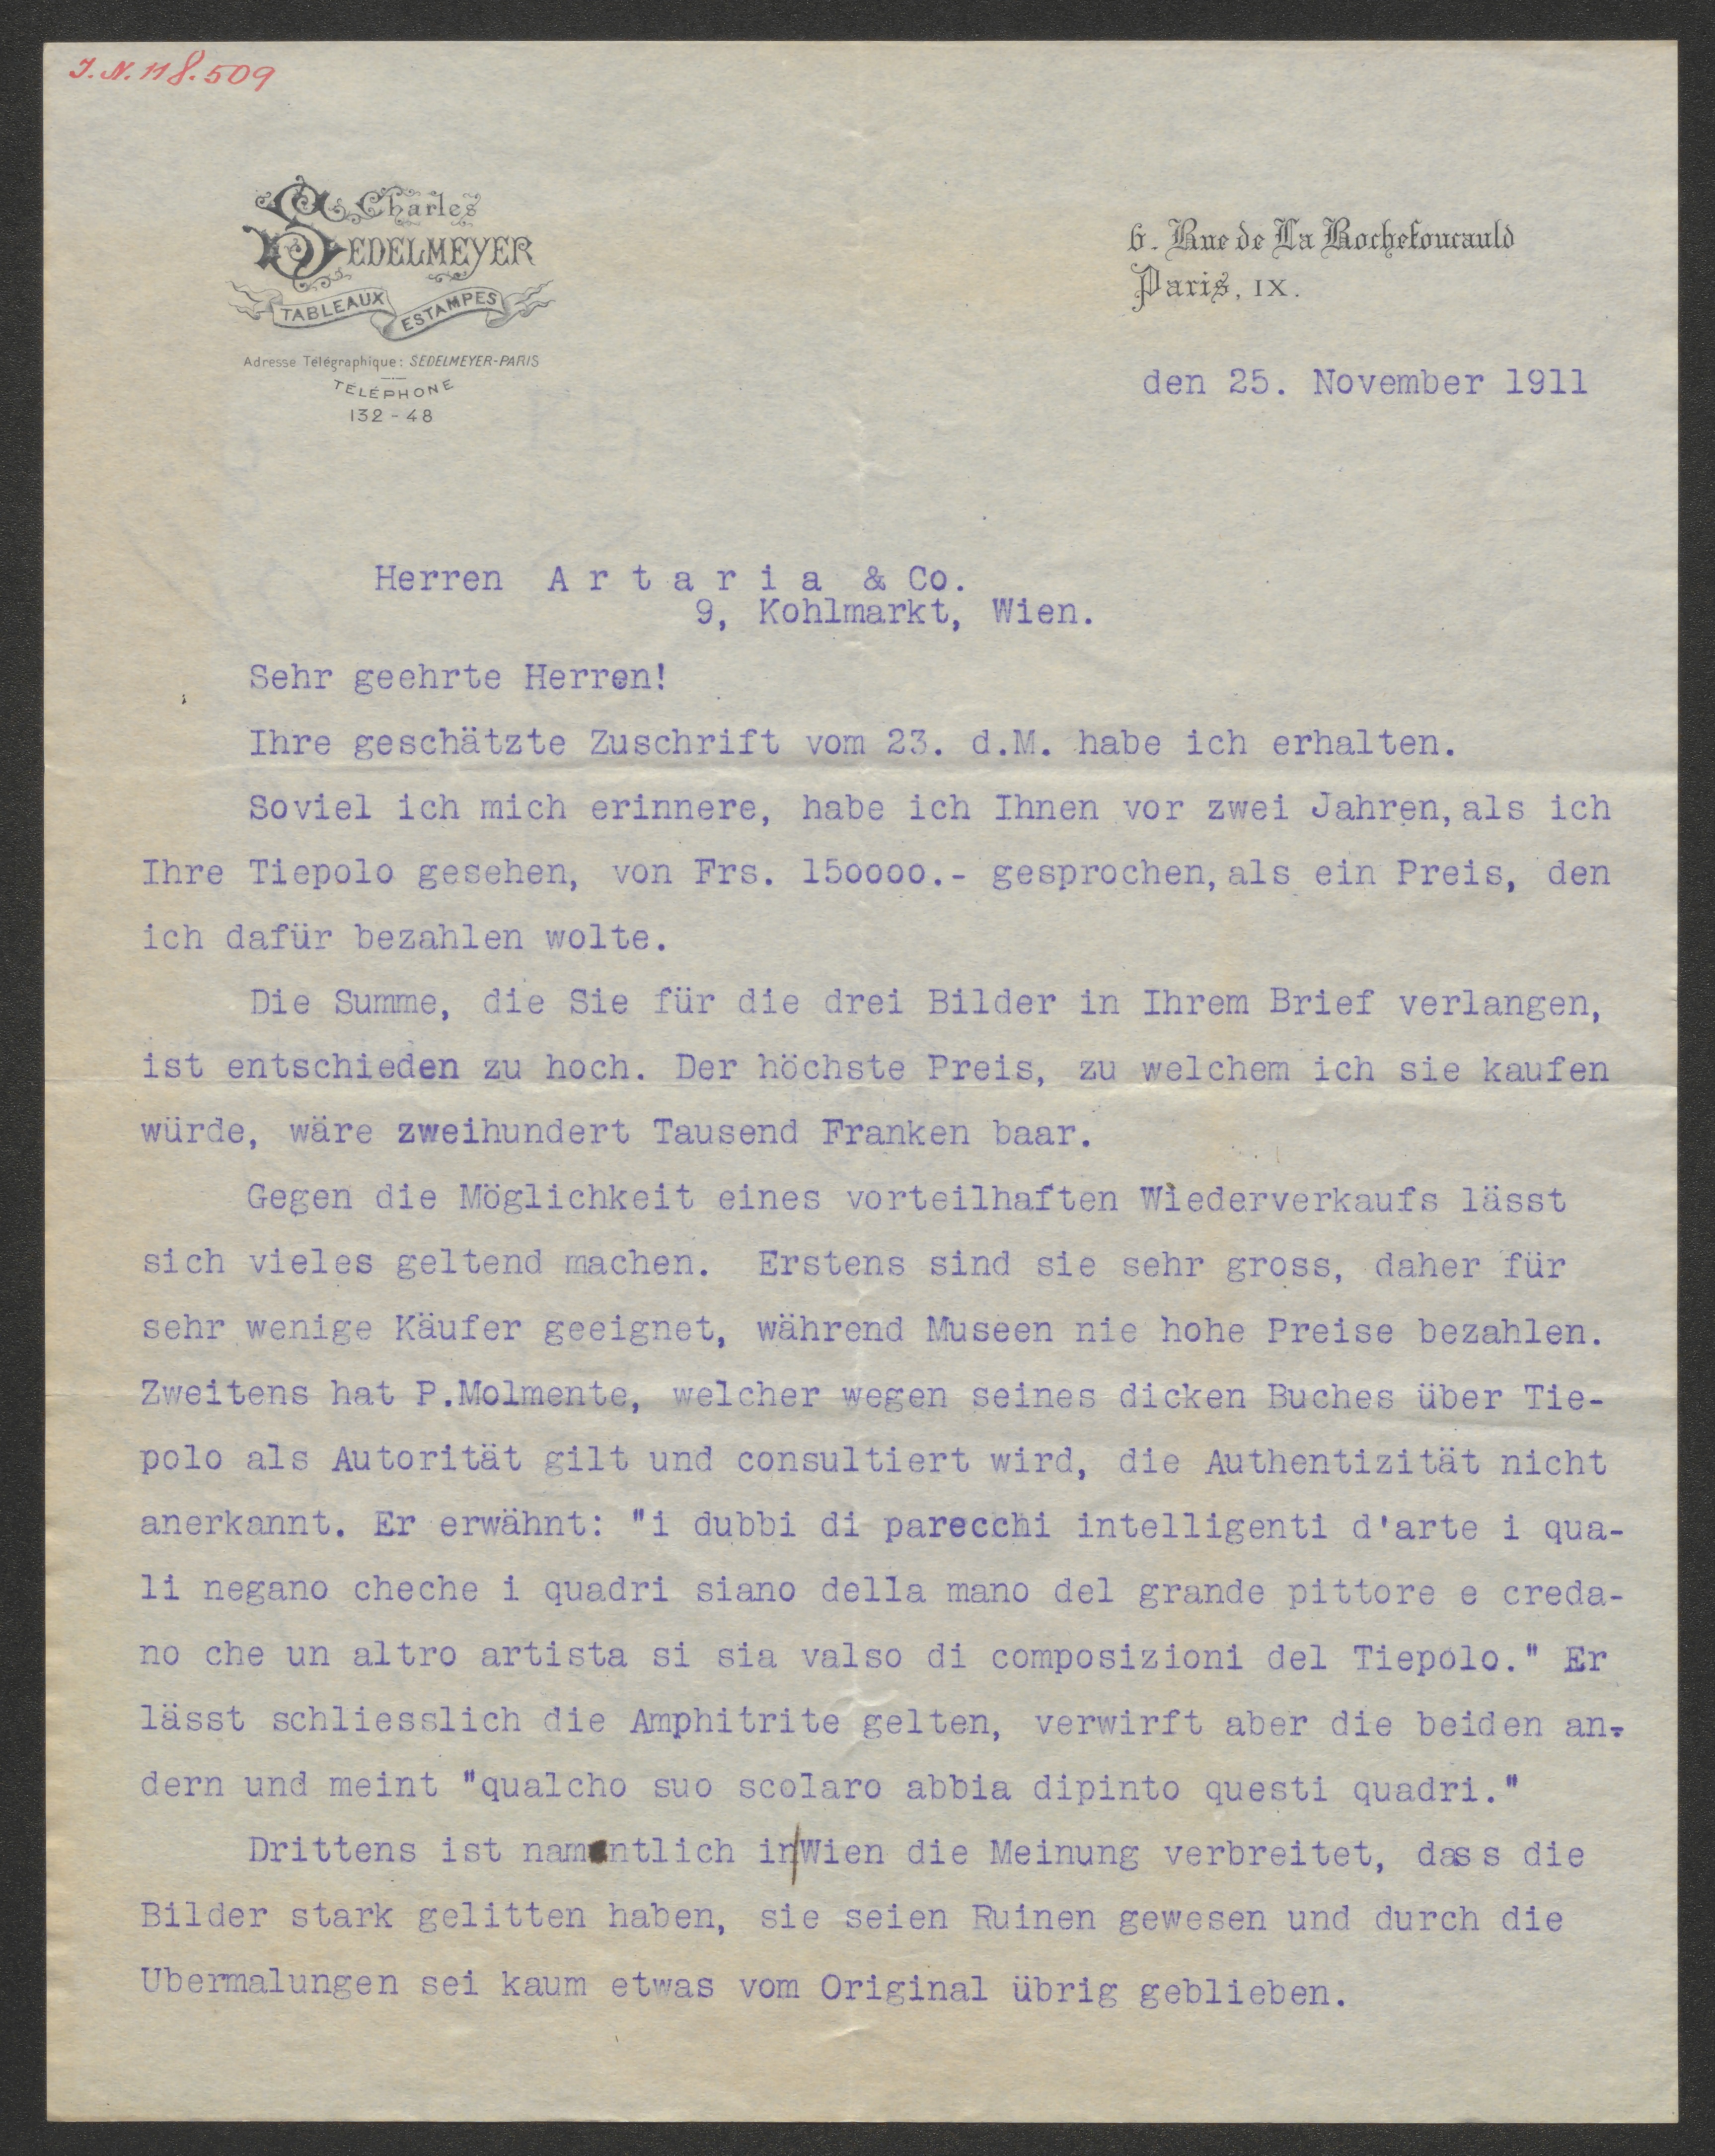 J.N. 118.509
Charles
SEDELMEYER
TABLEAUX ESTAMPES
Adresse Télégraphique: SEDELMEYER-PARIS
TÉLÉPHONE
132-48
6. Rue de La Rochefoucauld
Paris, IX.
den 25. November 1911
Herren A r t a r i a & Co.
9, Kohlmarkt, Wien.
Sehr geehrte Herren!
Ihre geschätzte Zuschrift vom 23. d.M. habe ich erhalten.
Soviel ich mich erinnere, habe ich Ihnen vor zwei Jahren, als ich
Ihre Tiepolo gesehen, von Frs. 150000.- gesprochen, als ein Preis, den
ich dafür bezahlen wolte.
Die Summe, die Sie für die drei Bilder in Ihrem Brief verlangen,
ist entschieden zu hoch. Der höchste Preis, zu welchem ich sie kaufen
würde, wäre zweihundert Tausend Franken baar.
Gegen die Möglichkeit eines vorteilhaften Wiederverkaufs lässt
sich vieles geltend machen. Erstens sind sie sehr gross, daher für
sehr wenige Käufer geeignet, während Museen nie hohe Preise bezahlen.
Zweitens hat P.Molmente, welcher wegen seines dicken Buches über Tie-
polo als Autorität gilt und consultiert wird, die Authentizität nicht
anerkannt. Er erwähnt: "i dubbi di parecchi intelligenti d'arte i qua-
li negano cheche i quadri siano della mano del grande pittore e creda-
no che un altro artista si sia valso di composizioni del Tiepolo." Er
lässt schliesslich die Amphitrite gelten, verwirft aber die beiden an-
dern und meint "qualcho suo scolaro abbia dipinto questi quadri."
Drittens ist namentlich in/Wien die Meinung verbreitet, dass die
Bilder stark gelitten haben, sie seien Ruinen gewesen und durch die
Ubermalungen sei kaum etwas vom Original übrig geblieben.